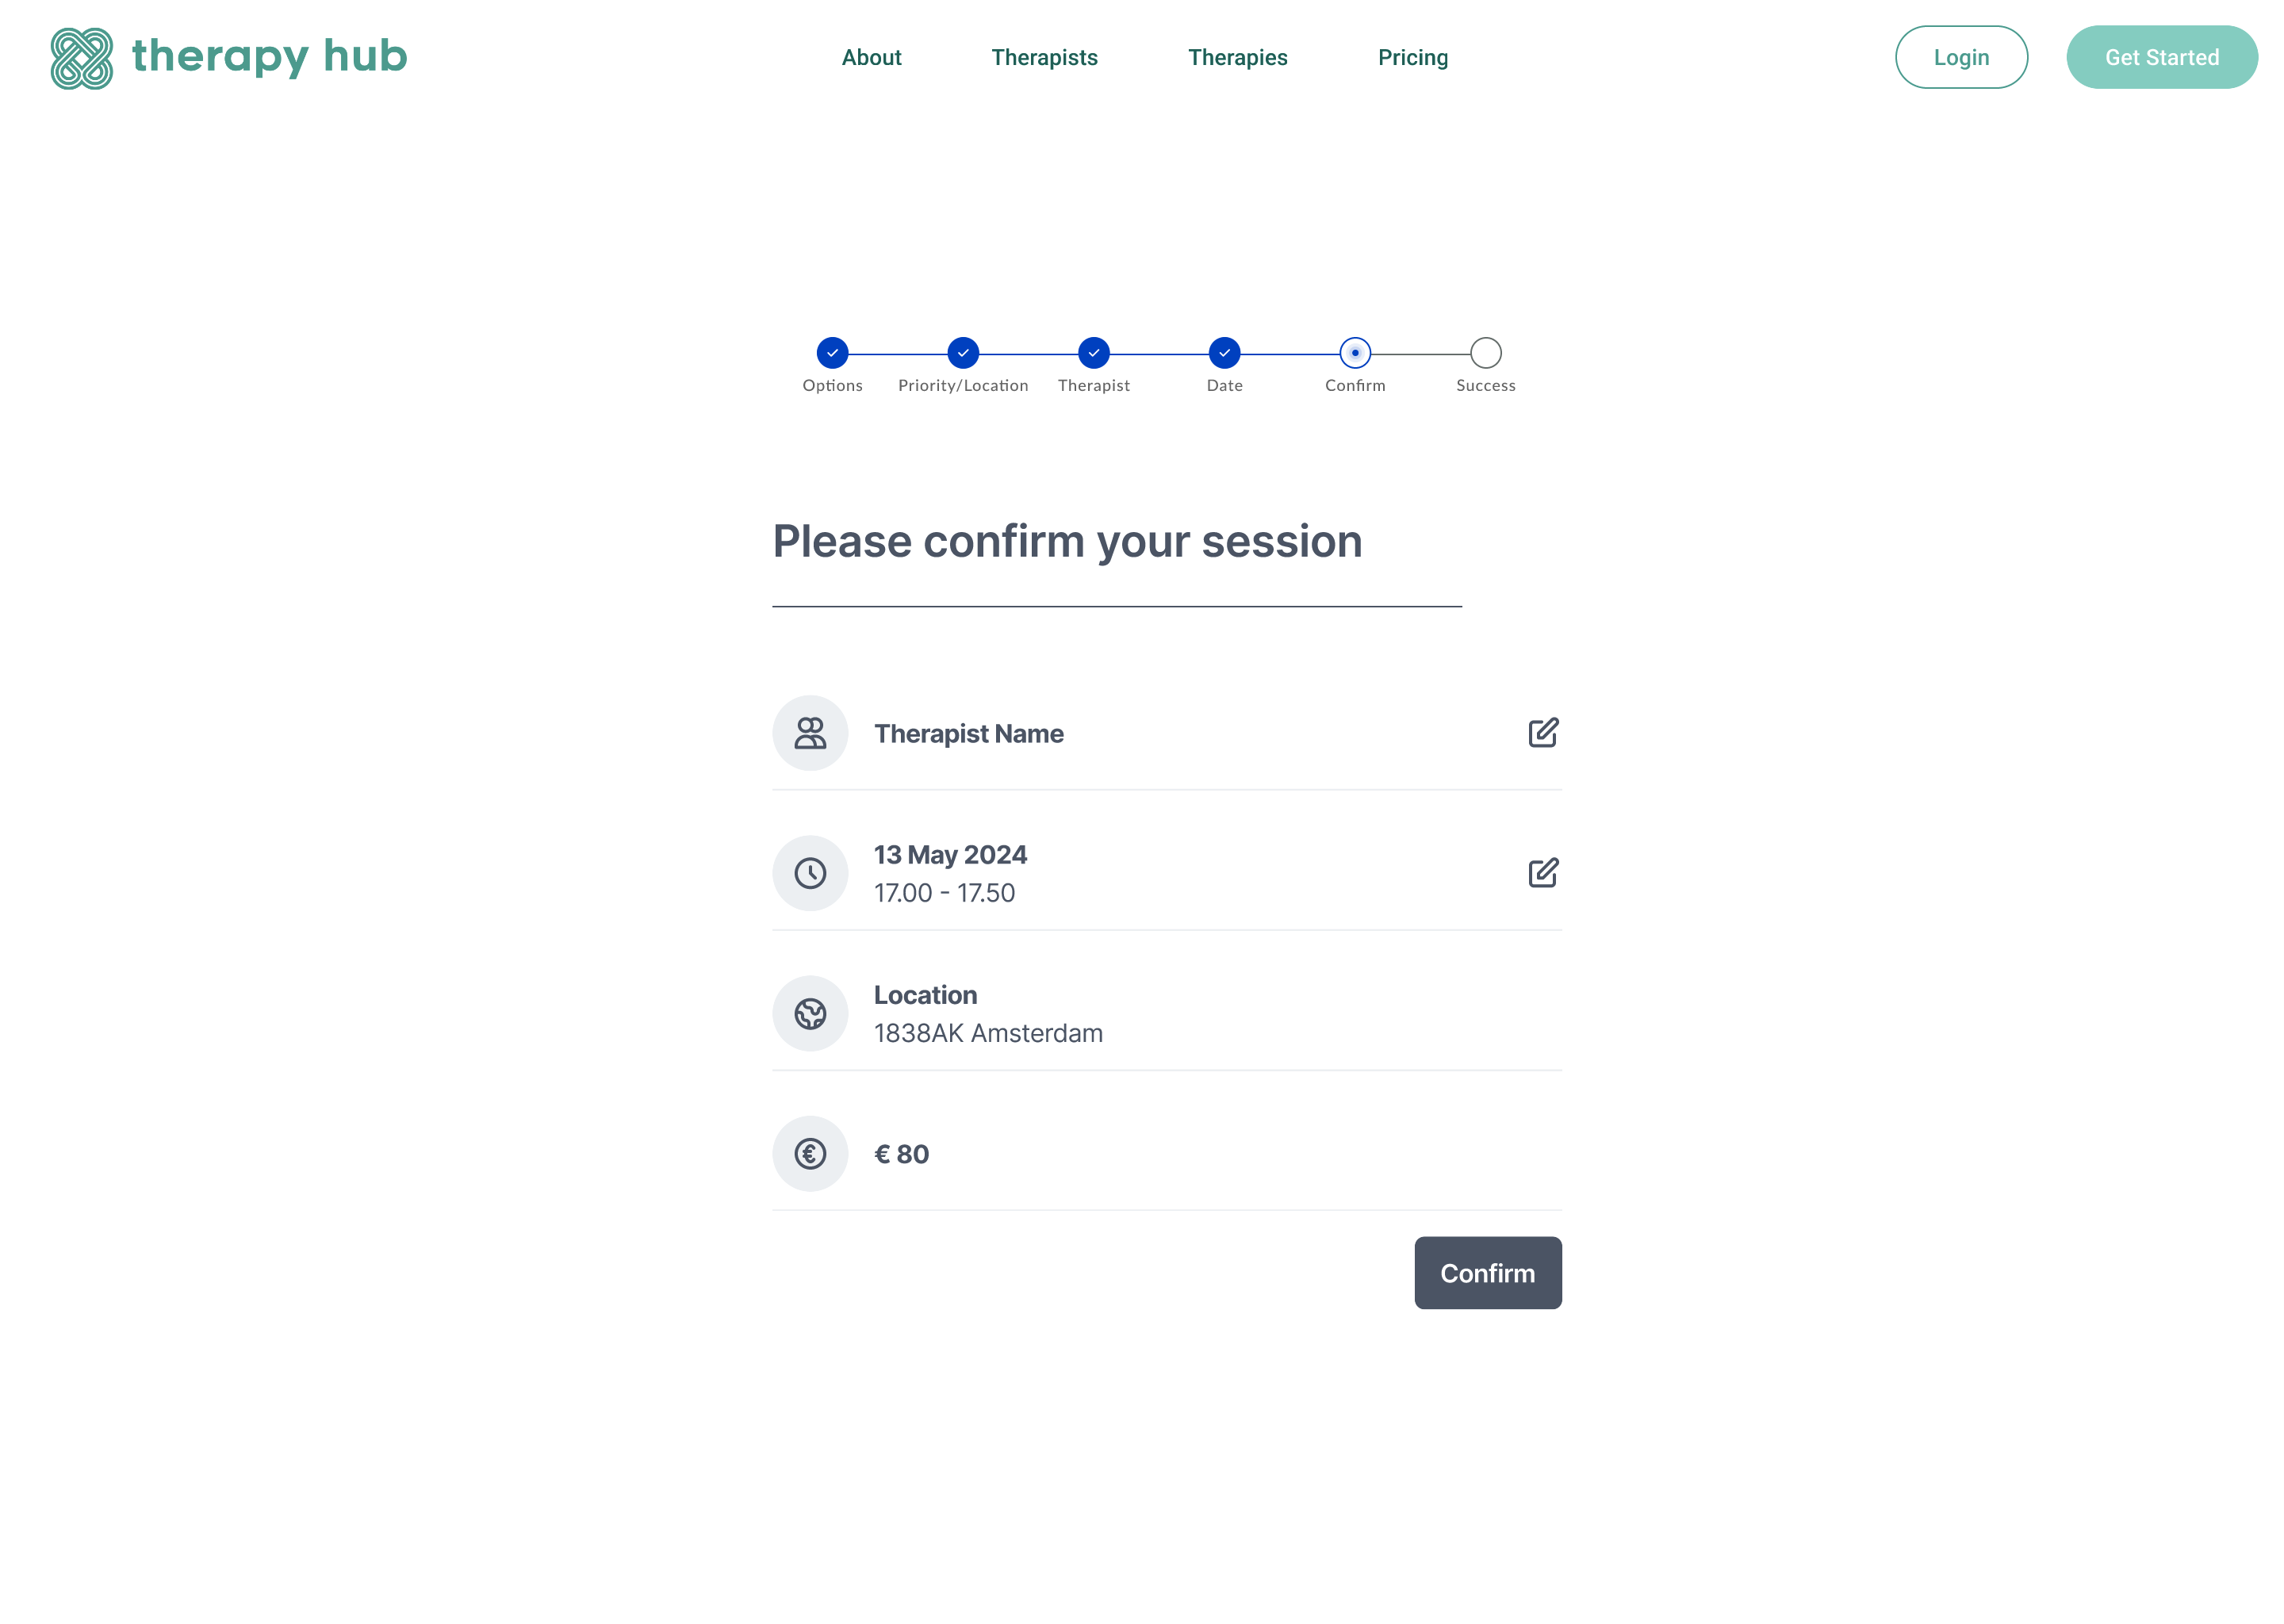 therapy hub
About
Therapists
Therapies
Pricing
Login
Get Started
Options
Priority/Location
Therapist
Date
Confirm
Success
Please confirm your session
Therapist Name
13 May 2024
17.00 - 17.50
Location
1838AK Amsterdam
€ 80
Confirm